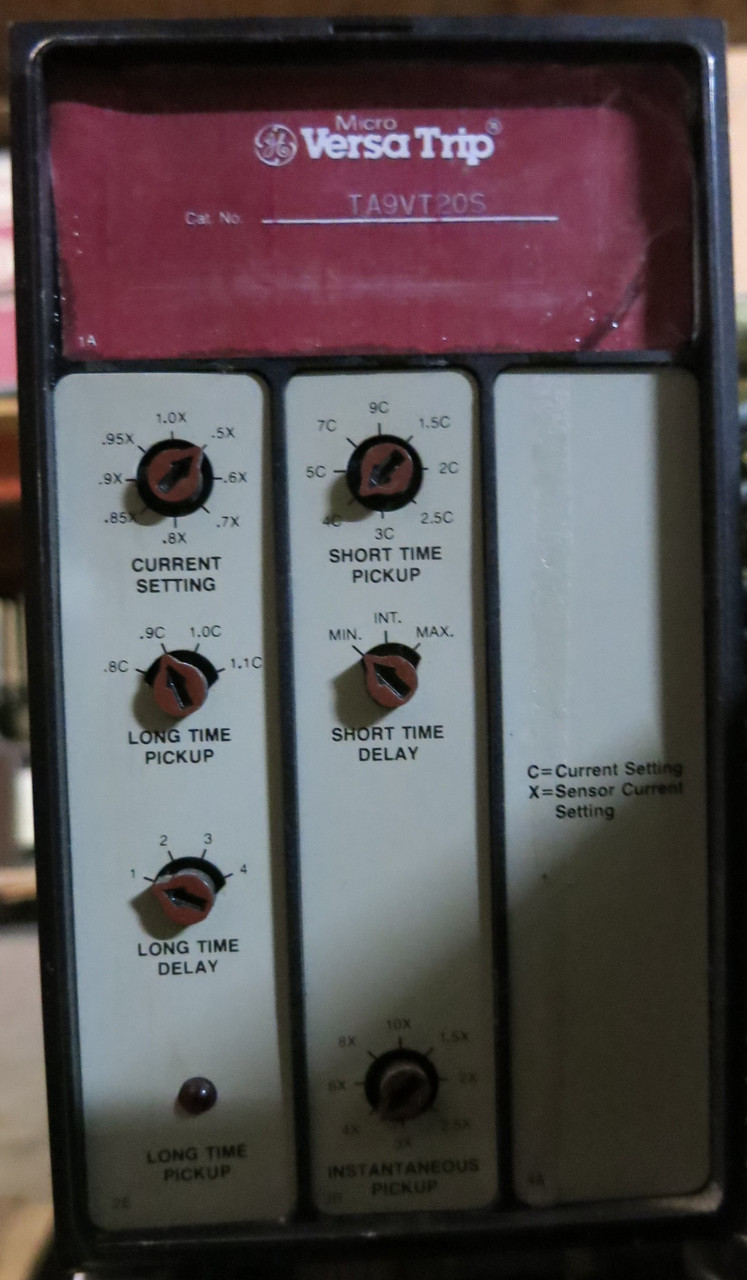 Micro
GE Versa Trip®
Cat. No. TA9VT20S
1A
1.0X
.95X .5X
.9X .6X
.85X .7X
.8X
CURRENT
SETTING
.9C 1.0C
.8C 1.1C
LONG TIME
PICKUP
2 3
1 4
LONG TIME
DELAY
LONG TIME
PICKUP
2E
9C
7C 1.5C
5C 2C
4C 2.5C
3C
SHORT TIME
PICKUP
INT.
MIN. MAX.
SHORT TIME
DELAY
10X
8X 1.5X
6X 2X
4X 2.5X
3X
INSTANTANEOUS
PICKUP
C=Current Setting
X=Sensor Current
Setting
4A